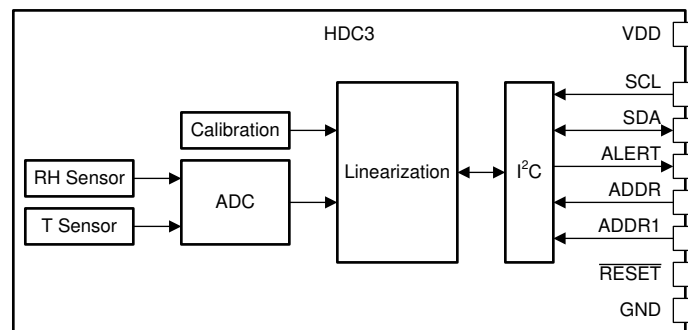 HDC3
VDD
SCL
SDA
Calibration
ALERT
RH Sensor
Linearization
I²C
ADC
ADDR
T Sensor
ADDR1
RESET
GND